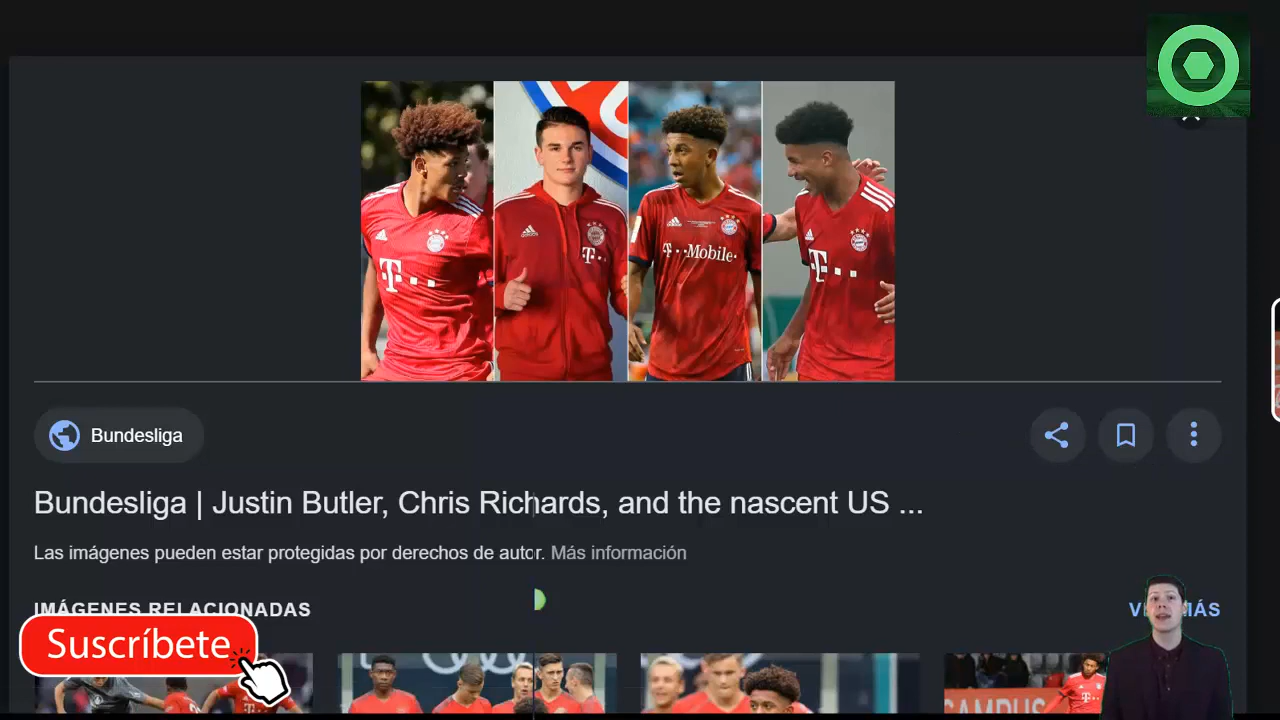 T··Mobile·
T···
T··
T··
Bundesliga
Bundesliga | Justin Butler, Chris Richards, and the nascent US ...
Las imágenes pueden estar protegidas por derechos de autor. Más información
IMÁGENES RELACIONADAS
Suscríbete
CAMPUS